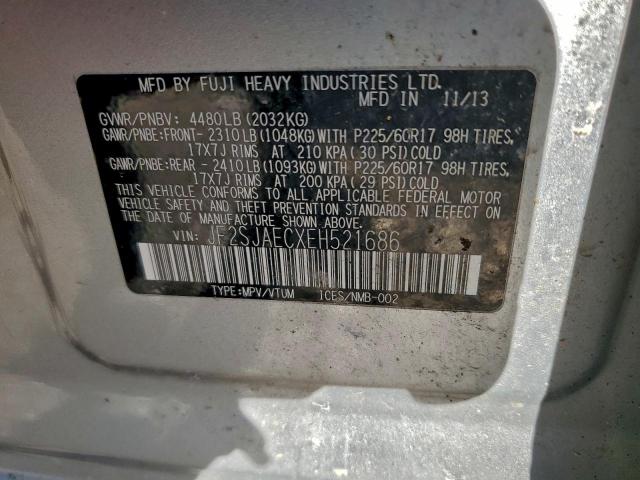 MFD BY FUJI HEAVY INDUSTRIES LTD.
MFD IN 11/13
GVWR/PNBV: 4480LB(2032KG)
GAWR/PNBE:FRONT- 2310LB(1048KG)WITH P225/60R17 98H TIRES,
17X7J RIMS AT 210 KPA(30 PSI)COLD
GAWR/PNBE:REAR - 2410LB(1093KG)WITH P225/60R17 98H TIRES,
17X7J RIMS AT 200 KPA(29 PSI)COLD
THIS VEHICLE CONFORMS TO ALL APPLICABLE FEDERAL MOTOR
VEHICLE SAFETY AND THEFT PREVENTION STANDARDS IN EFFECT
ON THE DATE OF MANUFACTURE SHOWN ABOVE.
VIN: JF2SJAECXEH521686
TYPE:MPV/VTUM ICES/NMB-002